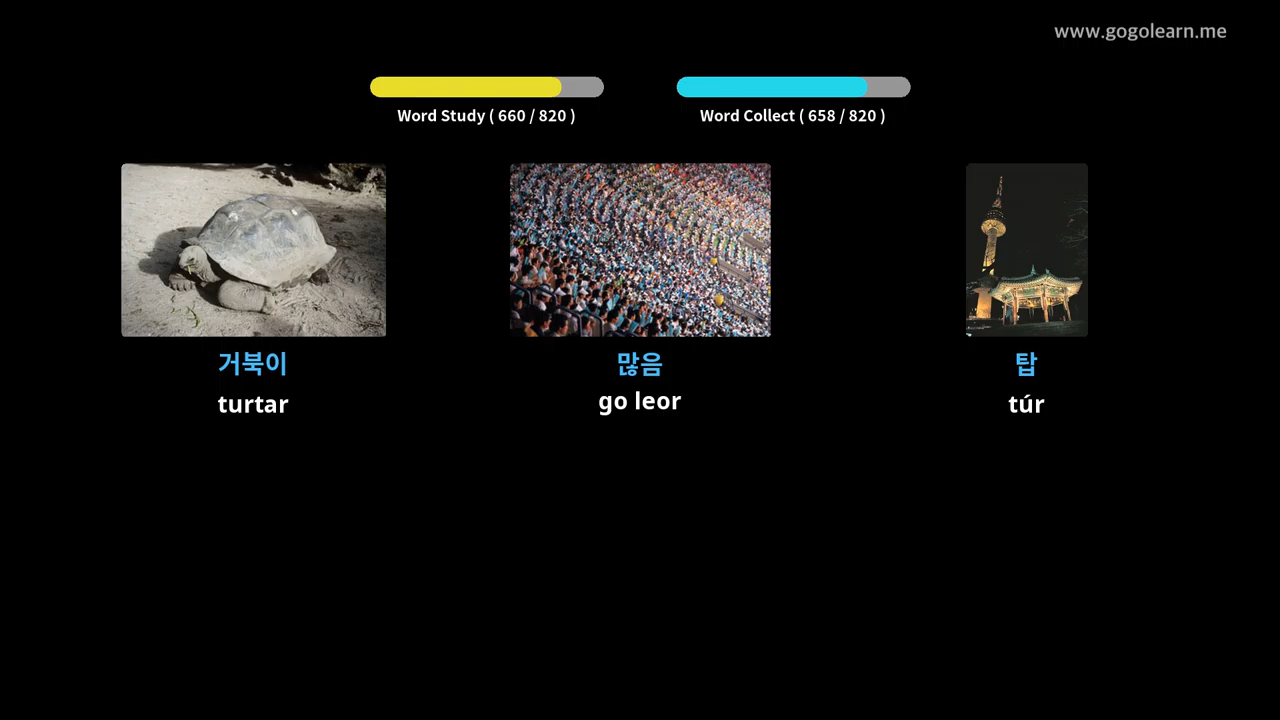 www.gogolearn.me
Word Study ( 660 / 820 )
Word Collect ( 658 / 820 )
거북이
turtar
많음
go leor
탑
túr